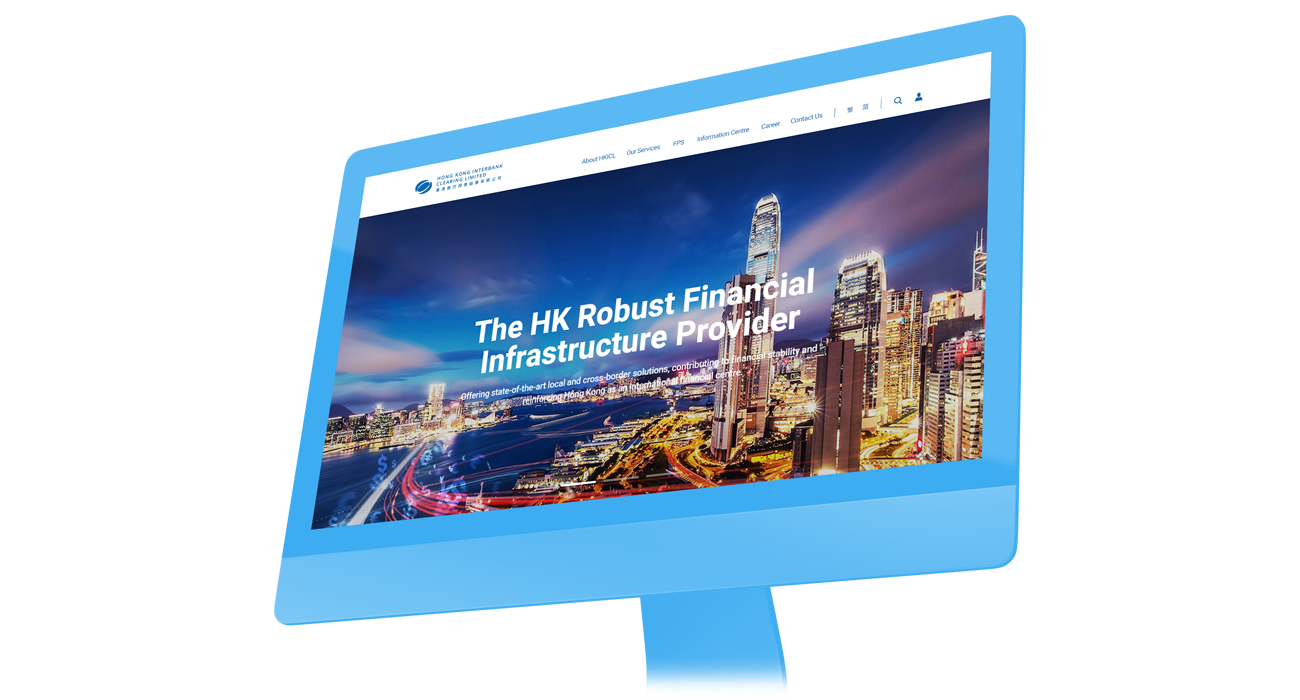 HONG KONG INTERBANK
CLEARING LIMITED
香港銀行同業結算有限公司
About HKICL
Our Services
FPS
Information Centre
Career
Contact Us
繁
简
The HK Robust Financial
Infrastructure Provider
Offering state-of-the-art local and cross-border solutions, contributing to financial stability and
reinforcing Hong Kong as an international financial centre.